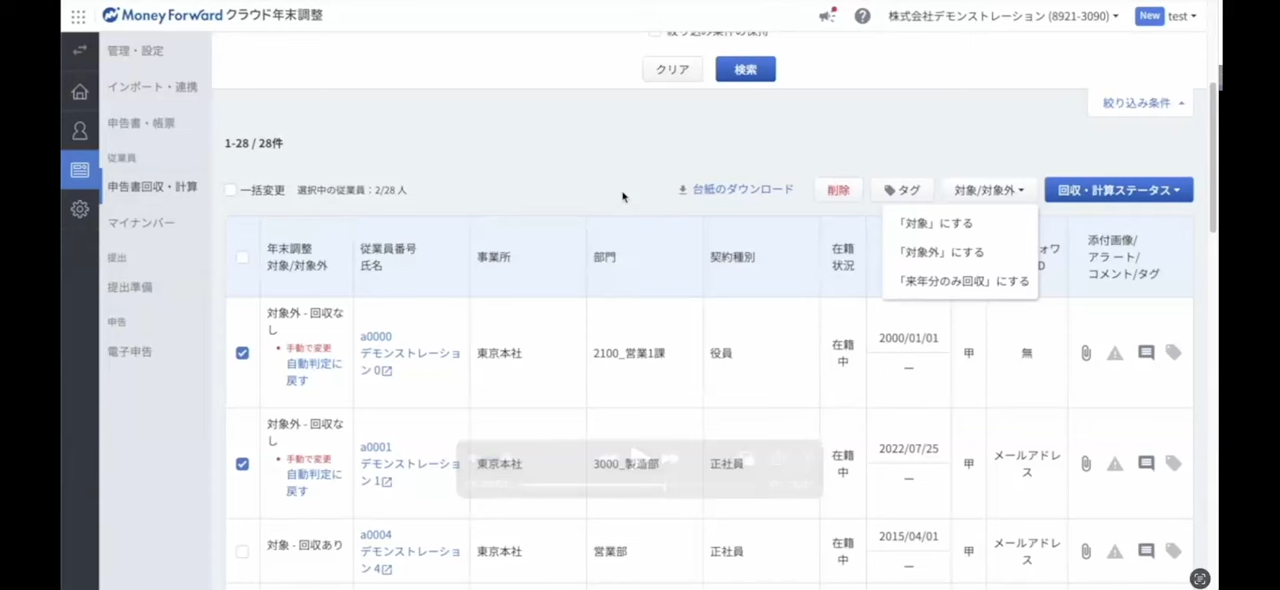 Money Forward クラウド年末調整
株式会社デモンストレーション (8921-3090)
New test
管理・設定
インポート・連携
申告書・帳票
従業員
申告書回収・計算
マイナンバー
提出
提出準備
申告
電子申告
絞り込み条件の保持
クリア
検索
絞り込み条件
1-28 / 28件
一括変更 選択中の従業員：2/28 人
台紙のダウンロード
削除
タグ
対象/対象外
回収・計算ステータス
「対象」にする
「対象外」にする
「来年分のみ回収」にする
年末調整
対象/対象外
従業員番号
氏名
事業所
部門
契約種別
在籍
状況
添付画像/
アラート/
コメント/タグ
対象外 - 回収な
し
手動で変更
自動判定に
戻す
a0000
デモンストレーショ
ン 0
東京本社
2100_営業1課
役員
在籍
中
2000/01/01
ー
甲
無
対象外 - 回収な
し
手動で変更
自動判定に
戻す
a0001
デモンストレーショ
ン 1
東京本社
3000_製造部
正社員
在籍
中
2022/07/25
ー
甲
メールアドレ
ス
対象 - 回収あり
a0004
デモンストレーショ
ン 4
東京本社
営業部
正社員
在籍
中
2015/04/01
ー
甲
メールアドレ
ス